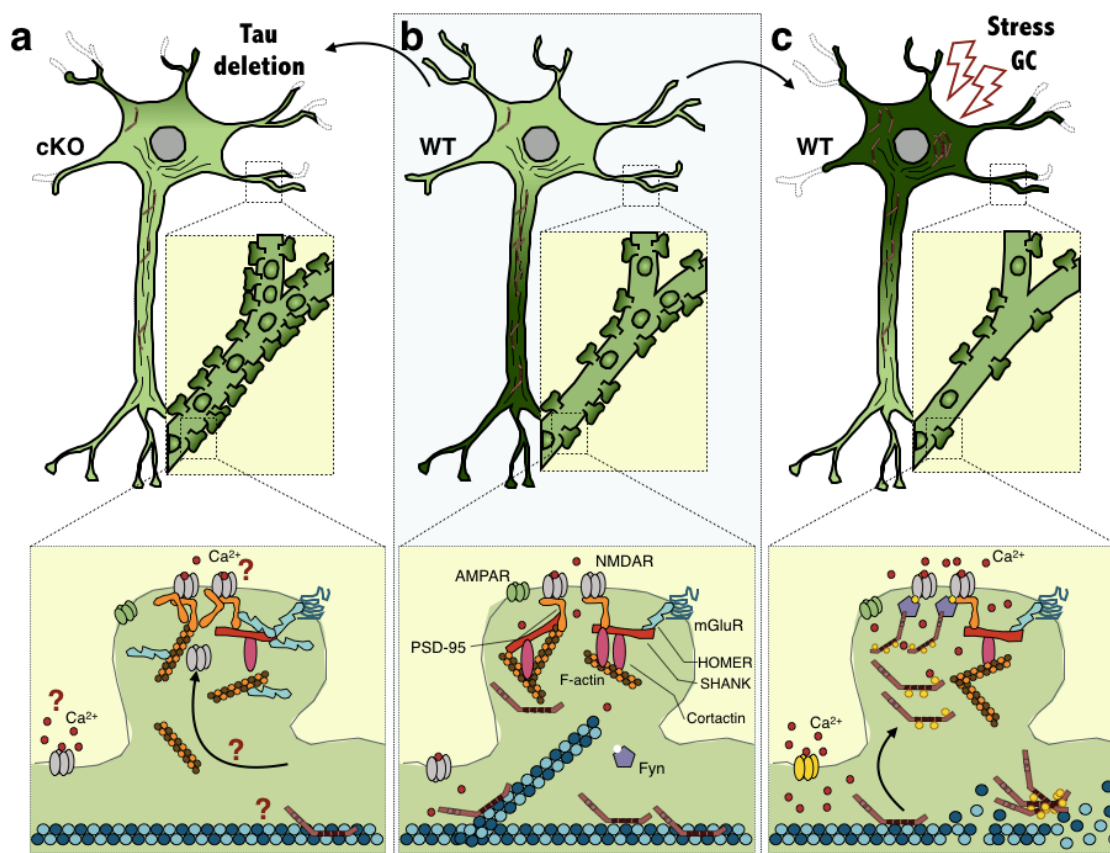 a
Tau
deletion
cKO
b
WT
c
Stress
GC
WT
Ca²⁺
?
?
Ca²⁺
?
?
AMPAR
NMDAR
PSD-95
mGluR
HOMER
SHANK
F-actin
Cortactin
Fyn
Ca²⁺
Ca²⁺